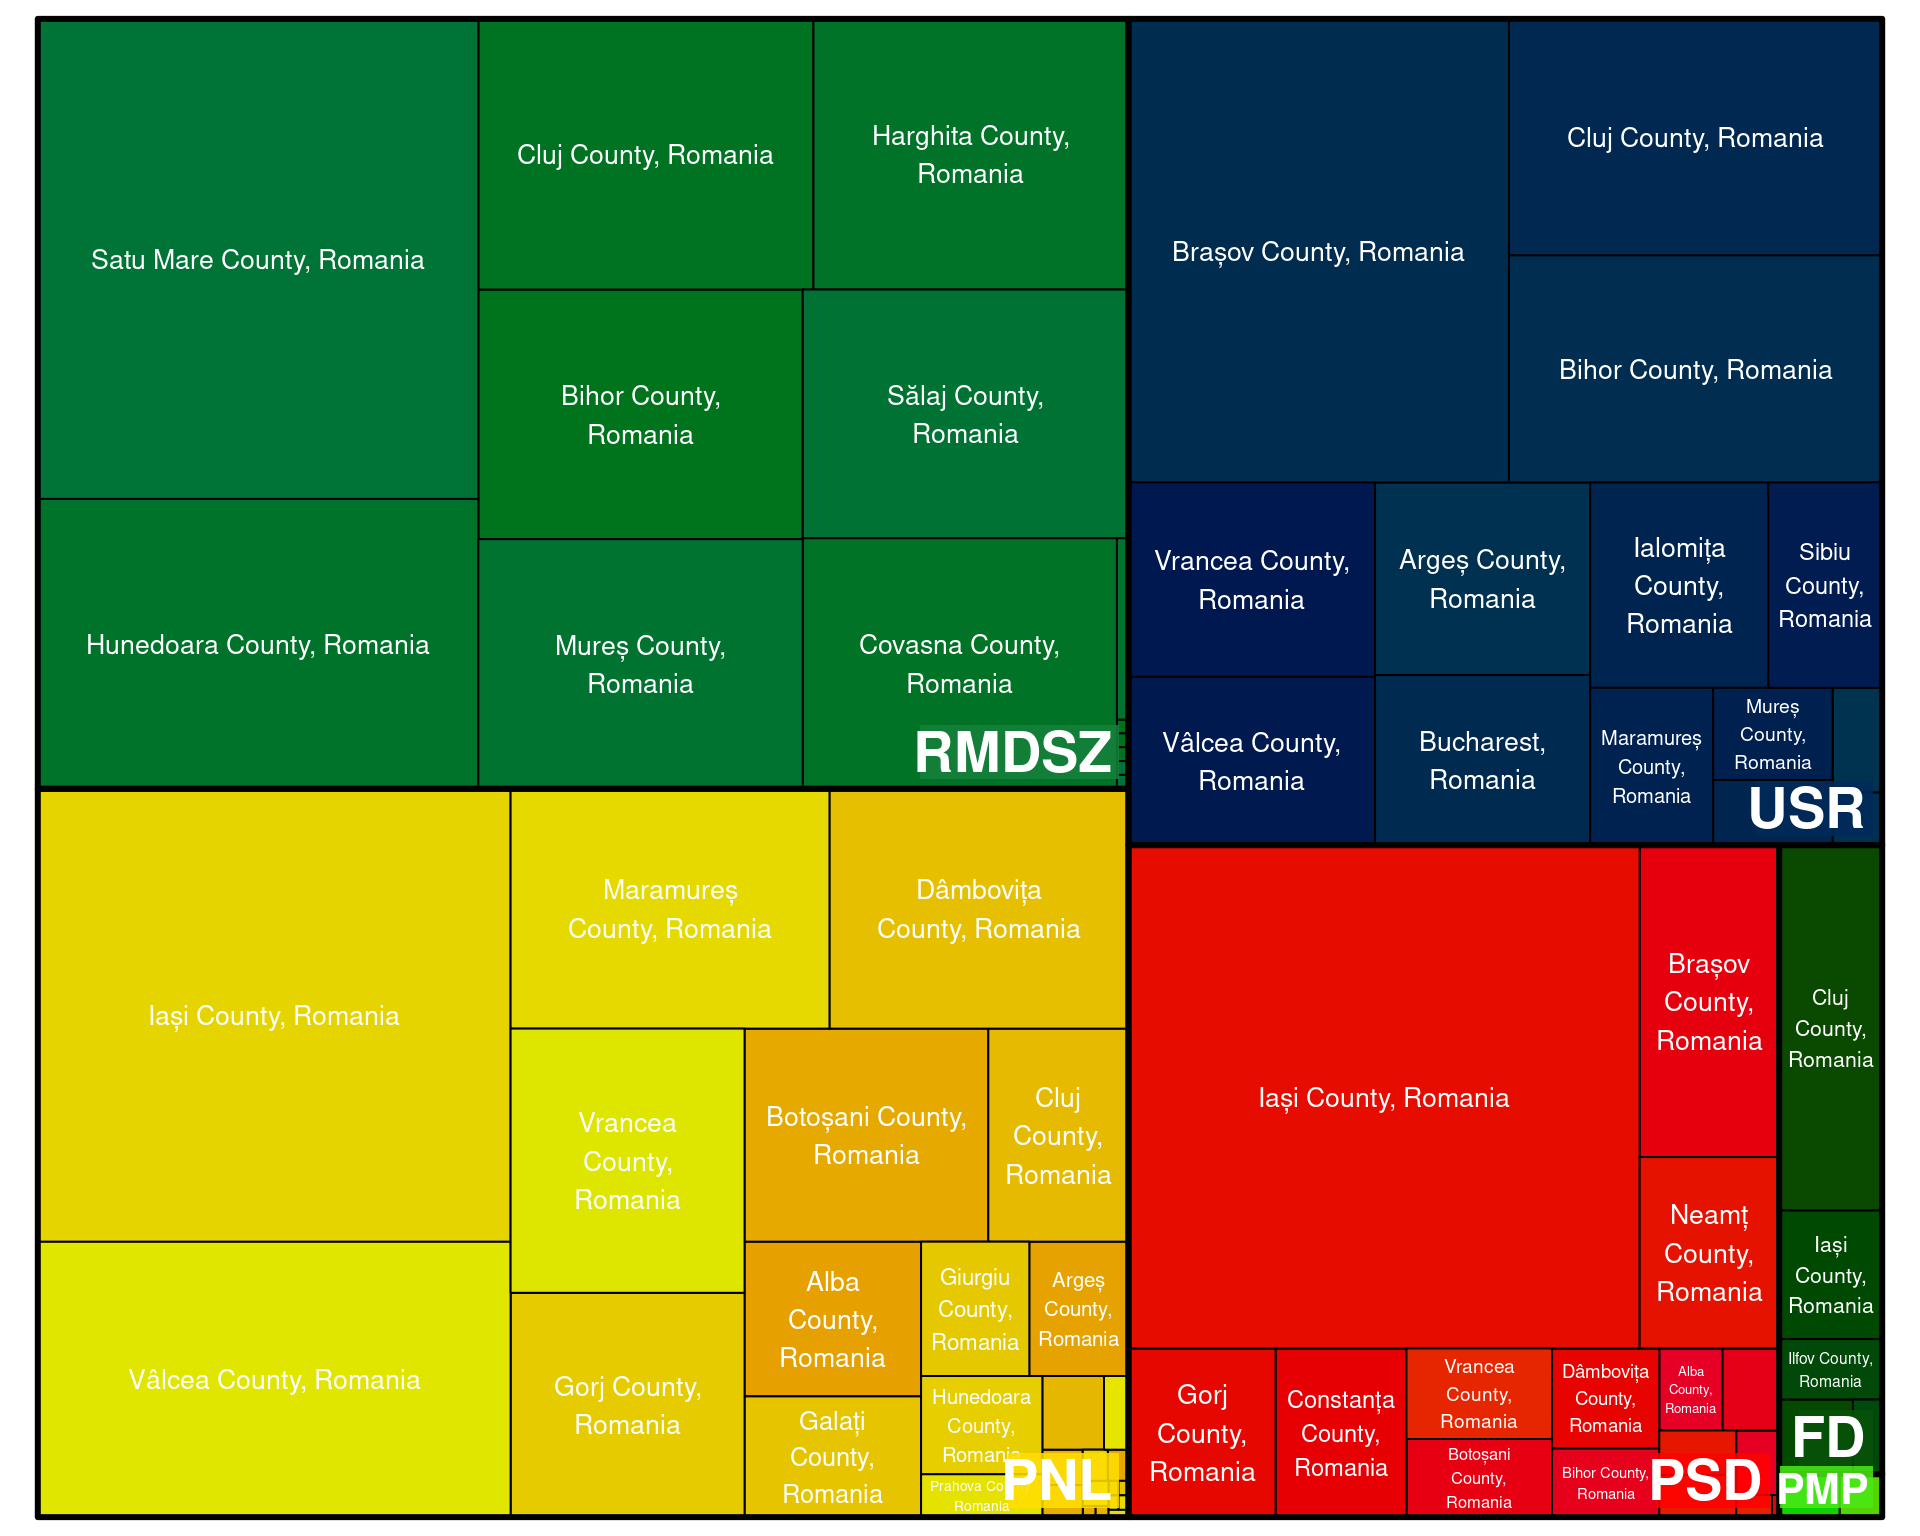 Satu Mare County, Romania
Hunedoara County, Romania
Cluj County, Romania
Harghita County,
Romania
Bihor County,
Romania
Sălaj County,
Romania
Mureș County,
Romania
Covasna County,
Romania
RMDSZ
Brașov County, Romania
Cluj County, Romania
Bihor County, Romania
Vrancea County,
Romania
Argeș County,
Romania
Ialomița
County,
Romania
Sibiu
County,
Romania
Vâlcea County,
Romania
Bucharest,
Romania
Maramureș
County,
Romania
Mureș
County,
Romania
USR
Iași County, Romania
Vâlcea County, Romania
Maramureș
County, Romania
Dâmbovița
County, Romania
Vrancea
County,
Romania
Botoșani County,
Romania
Cluj
County,
Romania
Gorj County,
Romania
Alba
County,
Romania
Giurgiu
County,
Romania
Argeș
County,
Romania
Galați
County,
Romania
Hunedoara
County,
Romania
Prahova County,
Romania
PNL
Iași County, Romania
Brașov
County,
Romania
Neamț
County,
Romania
Gorj
County,
Romania
Constanța
County,
Romania
Vrancea
County,
Romania
Botoșani
County,
Romania
Dâmbovița
County,
Romania
Bihor County,
Romania
Alba
County,
Romania
PSD
Cluj
County,
Romania
Iași
County,
Romania
Ilfov County,
Romania
FD
PMP